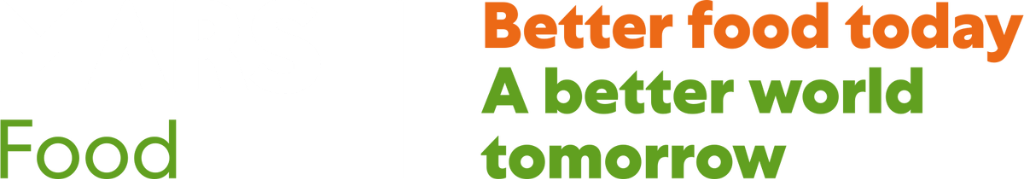 Food
Better food today
A better world
tomorrow